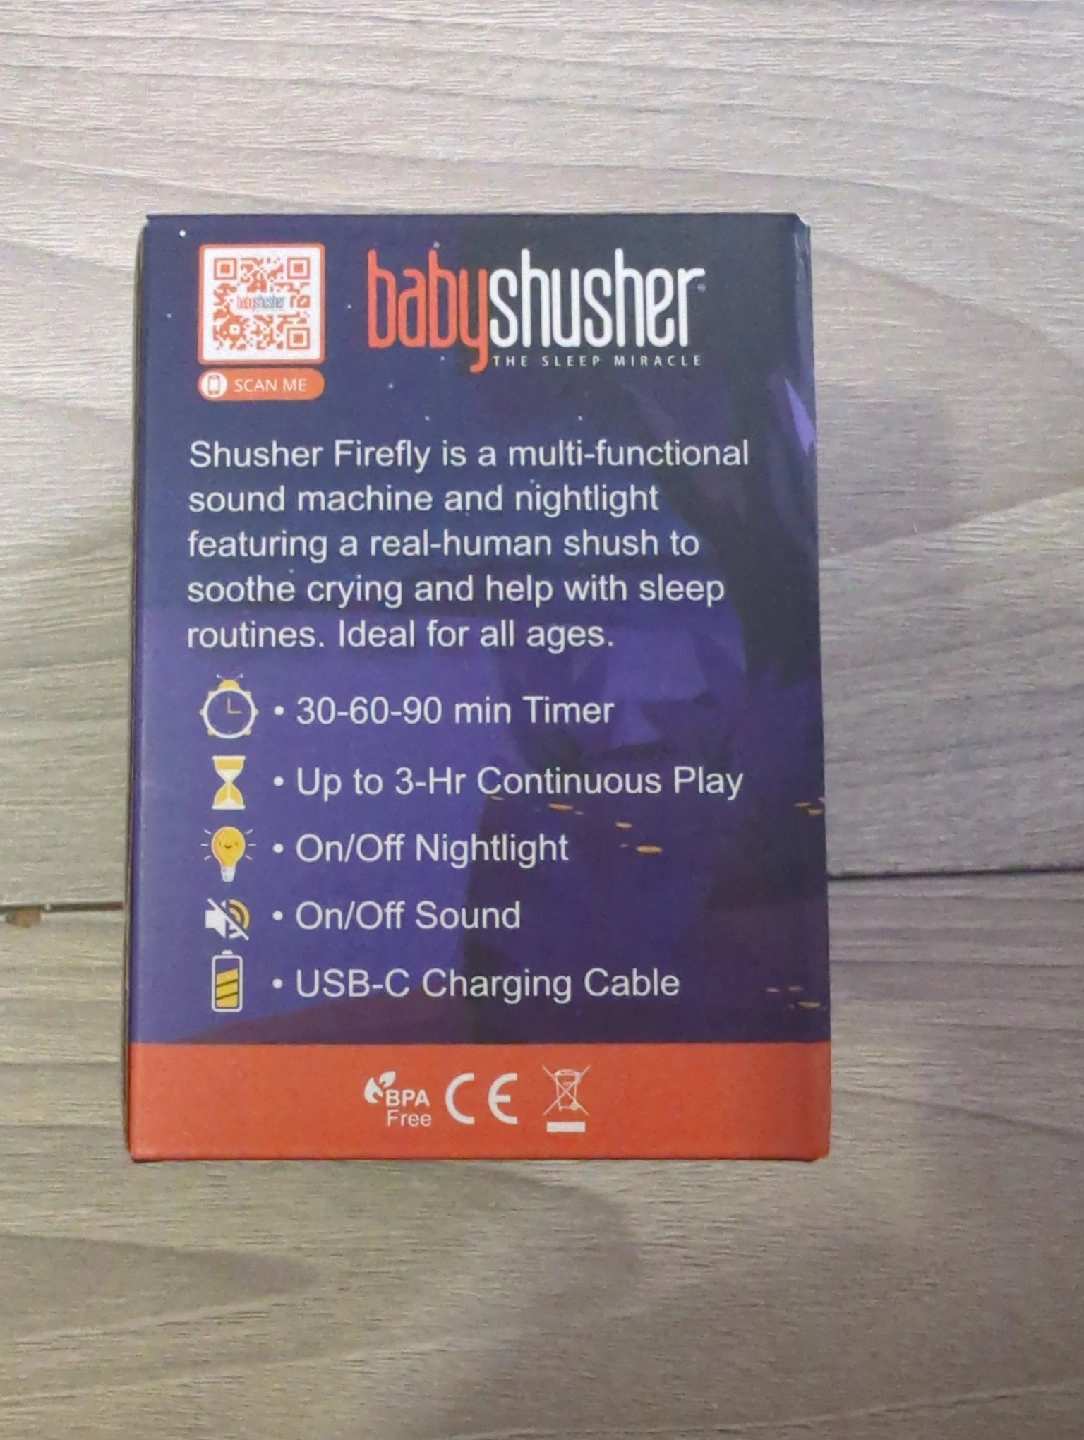 babyshusher
THE SLEEP MIRACLE
babyshusher
SCAN ME
Shusher Firefly is a multi-functional
sound machine and nightlight
featuring a real-human shush to
soothe crying and help with sleep
routines. Ideal for all ages.
• 30-60-90 min Timer
• Up to 3-Hr Continuous Play
• On/Off Nightlight
• On/Off Sound
• USB-C Charging Cable
BPA
Free
CE